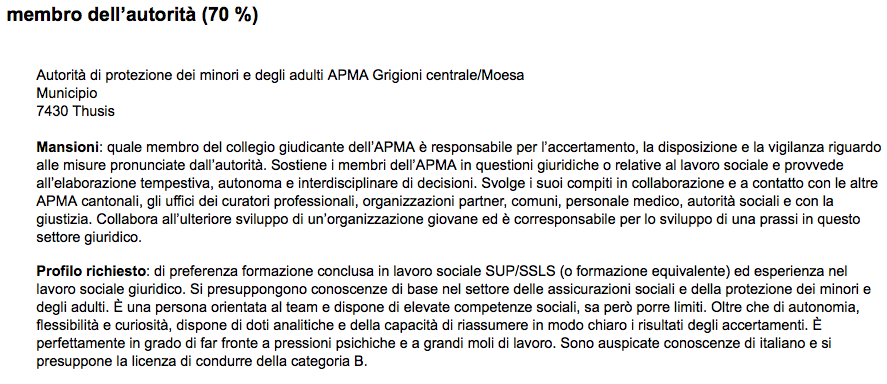 membro dell'autorità (70 %)
Autorità di protezione dei minori e degli adulti APMA Grigioni centrale/Moesa
Municipio
7430 Thusis
Mansioni: quale membro del collegio giudicante dell'APMA è responsabile per l'accertamento, la disposizione e la vigilanza riguardo
alle misure pronunciate dall'autorità. Sostiene i membri dell'APMA in questioni giuridiche o relative al lavoro sociale e provvede
all'elaborazione tempestiva, autonoma e interdisciplinare di decisioni. Svolge i suoi compiti in collaborazione e a contatto con le altre
APMA cantonali, gli uffici dei curatori professionali, organizzazioni partner, comuni, personale medico, autorità sociali e con la
giustizia. Collabora all'ulteriore sviluppo di un'organizzazione giovane ed è corresponsabile per lo sviluppo di una prassi in questo
settore giuridico.
Profilo richiesto: di preferenza formazione conclusa in lavoro sociale SUP/SSLS (o formazione equivalente) ed esperienza nel
lavoro sociale giuridico. Si presuppongono conoscenze di base nel settore delle assicurazioni sociali e della protezione dei minori e
degli adulti. È una persona orientata al team e dispone di elevate competenze sociali, sa però porre limiti. Oltre che di autonomia,
flessibilità e curiosità, dispone di doti analitiche e della capacità di riassumere in modo chiaro i risultati degli accertamenti. È
perfettamente in grado di far fronte a pressioni psichiche e a grandi moli di lavoro. Sono auspicate conoscenze di italiano e si
presuppone la licenza di condurre della categoria B.